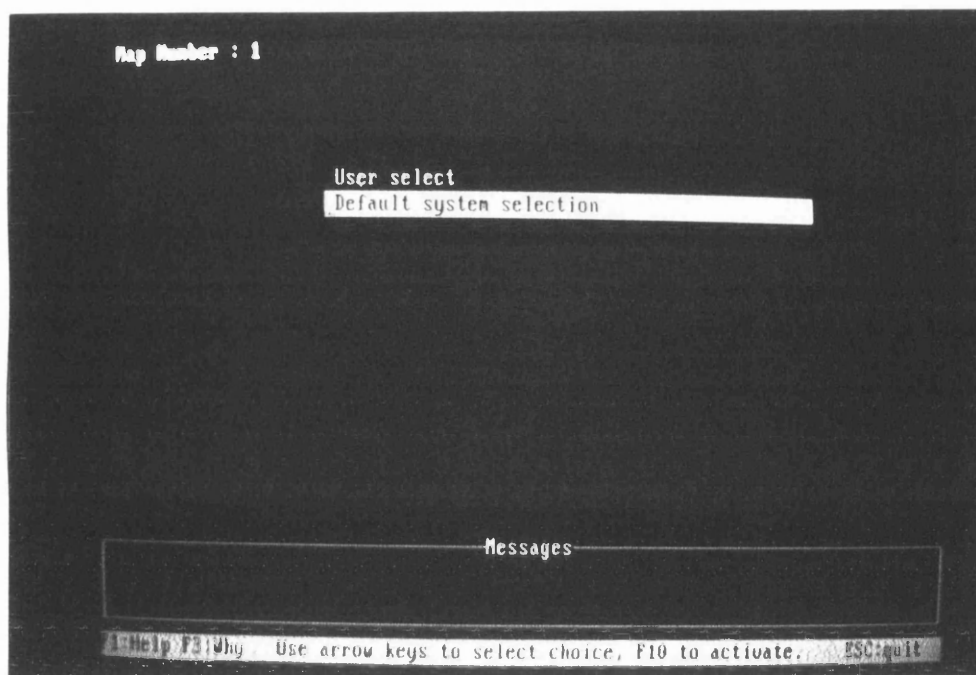 Map Number : 1
User select
Default system selection
Messages
1:Help F3:Why Use arrow keys to select choice, F10 to activate. ESC:quit